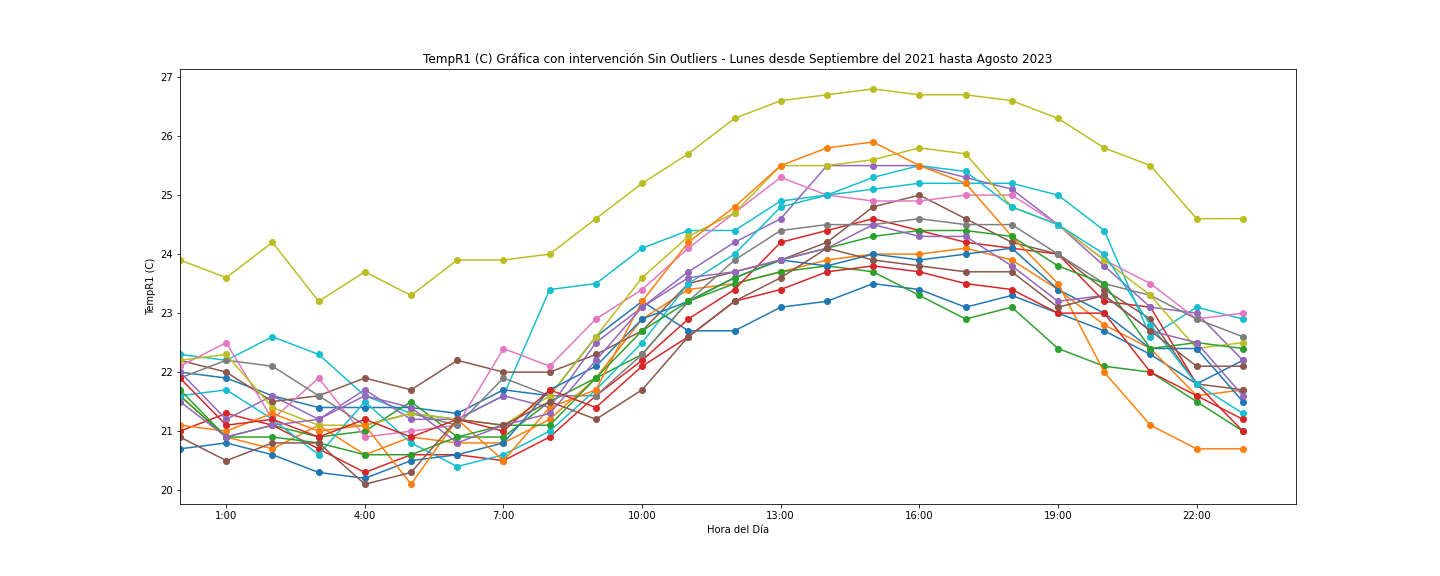 TempR1 (C) Gráfica con intervención Sin Outliers - Lunes desde Septiembre del 2021 hasta Agosto 2023
27
26
25
24
23
22
21
20
TempR1 (C)
1:00 4:00 7:00 10:00 13:00 16:00 19:00 22:00
Hora del Día